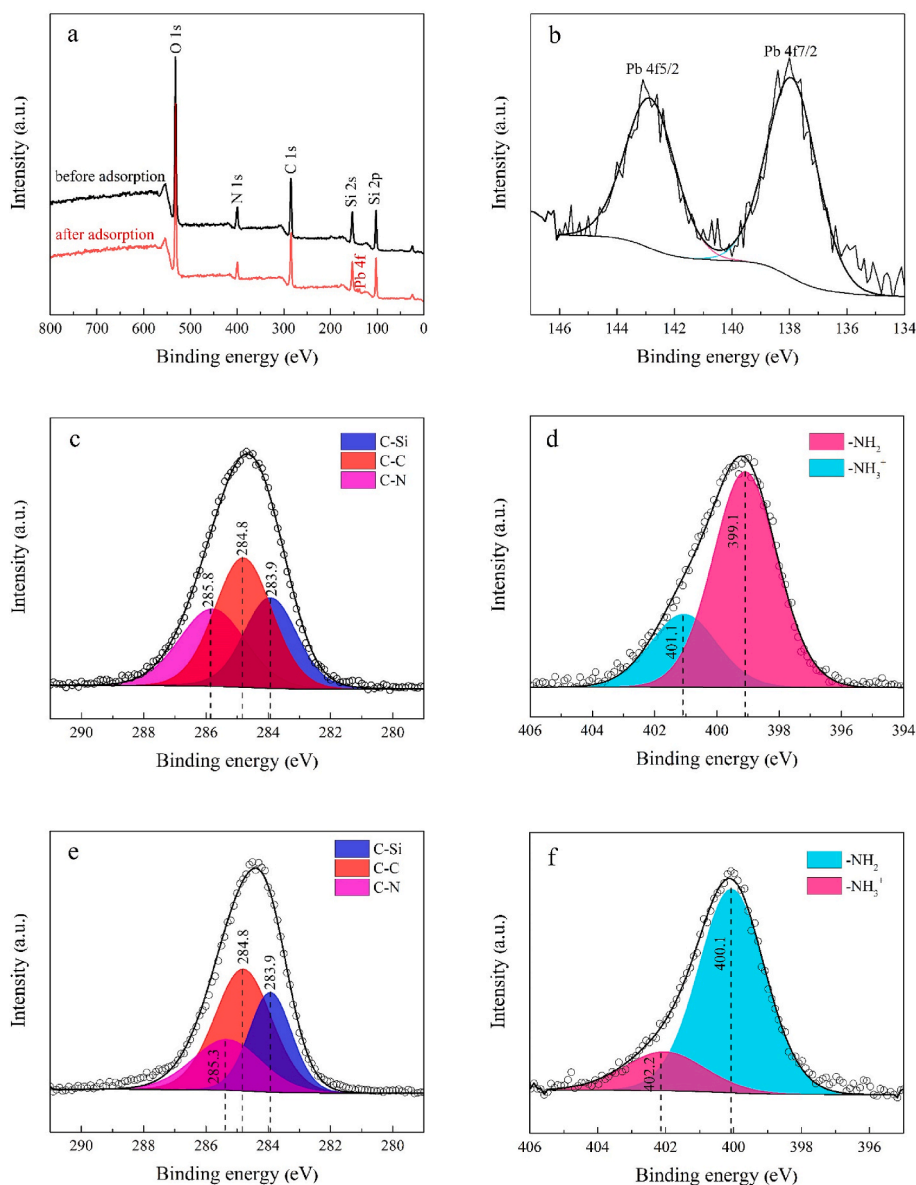 a
O 1s
N 1s
C 1s
Si 2s
Si 2p
before adsorption
after adsorption
Pb 4f
Intensity (a.u.)
800 700 600 500 400 300 200 100 0
Binding energy (eV)
b
Pb 4f5/2
Pb 4f7/2
Intensity (a.u.)
146 144 142 140 138 136 134
Binding energy (eV)
c
C-Si
C-C
C-N
285.8
284.8
283.9
Intensity (a.u.)
290 288 286 284 282 280
Binding energy (eV)
d
-NH₂
-NH₃⁺
401.1
399.1
Intensity (a.u.)
406 404 402 400 398 396 394
Binding energy (eV)
e
C-Si
C-C
C-N
285.3
284.8
283.9
Intensity (a.u.)
290 288 286 284 282 280
Binding energy (eV)
f
-NH₂
-NH₃⁺
402.2
400.1
Intensity (a.u.)
406 404 402 400 398 396
Binding energy (eV)